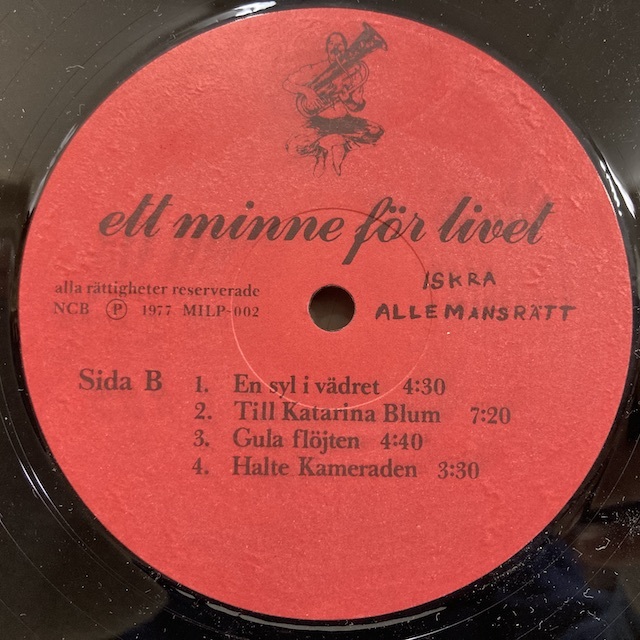 ett minne för livet
ISKRA
ALLEMANSRÄTT
alla rättigheter reserverade
NCB Ⓟ 1977 MILP-002
Sida B
1. En syl i vädret 4:30
2. Till Katarina Blum 7:20
3. Gula flöjten 4:40
4. Halte Kameraden 3:30